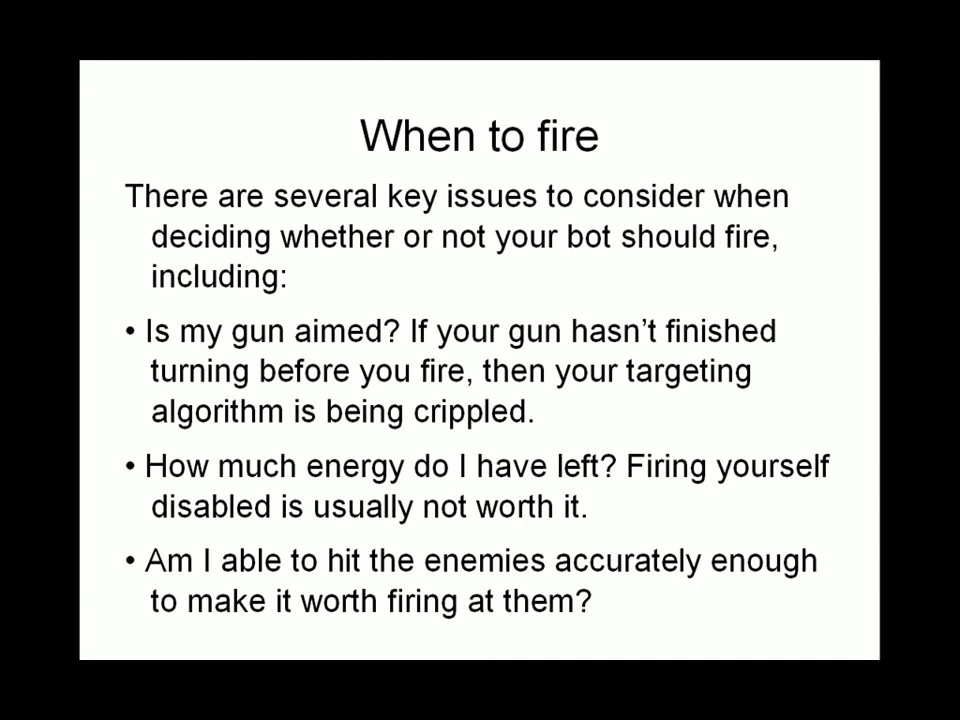 When to fire
There are several key issues to consider when
deciding whether or not your bot should fire,
including:
• Is my gun aimed? If your gun hasn’t finished
turning before you fire, then your targeting
algorithm is being crippled.
• How much energy do I have left? Firing yourself
disabled is usually not worth it.
• Am I able to hit the enemies accurately enough
to make it worth firing at them?